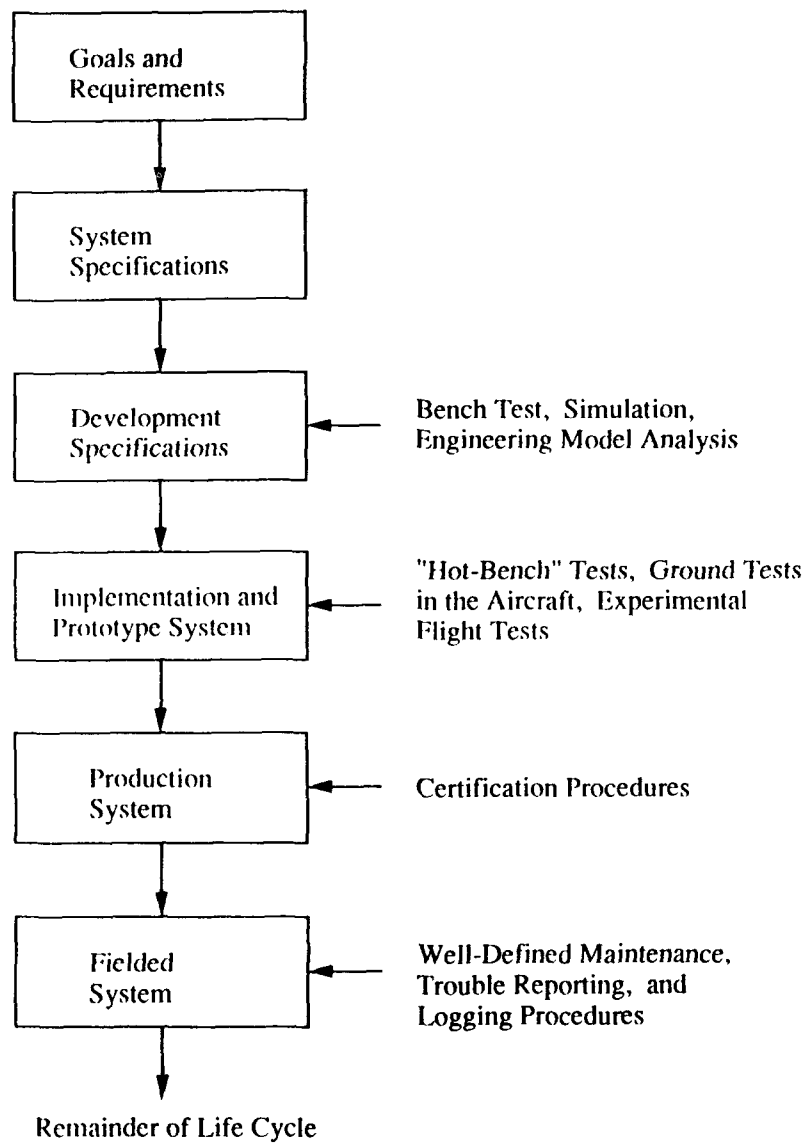 Goals and
Requirements
System
Specifications
Development
Specifications
Bench Test, Simulation,
Engineering Model Analysis
Implementation and
Prototype System
"Hot-Bench" Tests, Ground Tests
in the Aircraft, Experimental
Flight Tests
Production
System
Certification Procedures
Fielded
System
Well-Defined Maintenance,
Trouble Reporting, and
Logging Procedures
Remainder of Life Cycle